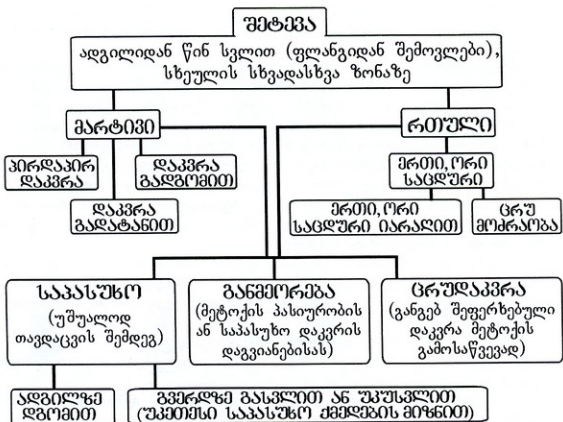 შეტევა
ადგილიდან წინ სვლით (ფლანგიდან შემოვლები),
სხეულის სხვადასხვა ზონაზე
მარტივი
რთული
პირდაპირ
დაკვრა
დაკვრა
გადგომით
დაკვრა
გადატანით
ერთი, ორი
საცდური
ერთი, ორი
საცდური იარაღით
ცრუ
მოძრაობა
საპასუხო
(უშუალოდ
თავდაცვის შემდეგ)
განმეორება
(მეტოქის პასიურობის
ან საპასუხო დაკვრის
დაგვიანებისას)
ცრუდაკვრა
(განგებ შეფერხებული
დაკვრა მეტოქის
გამოსაწვევად)
ადგილზე
დგომით
გვერდზე გასვლით ან უკუსვლით
(უკეთესი საპასუხო ქმედების მიზნით)